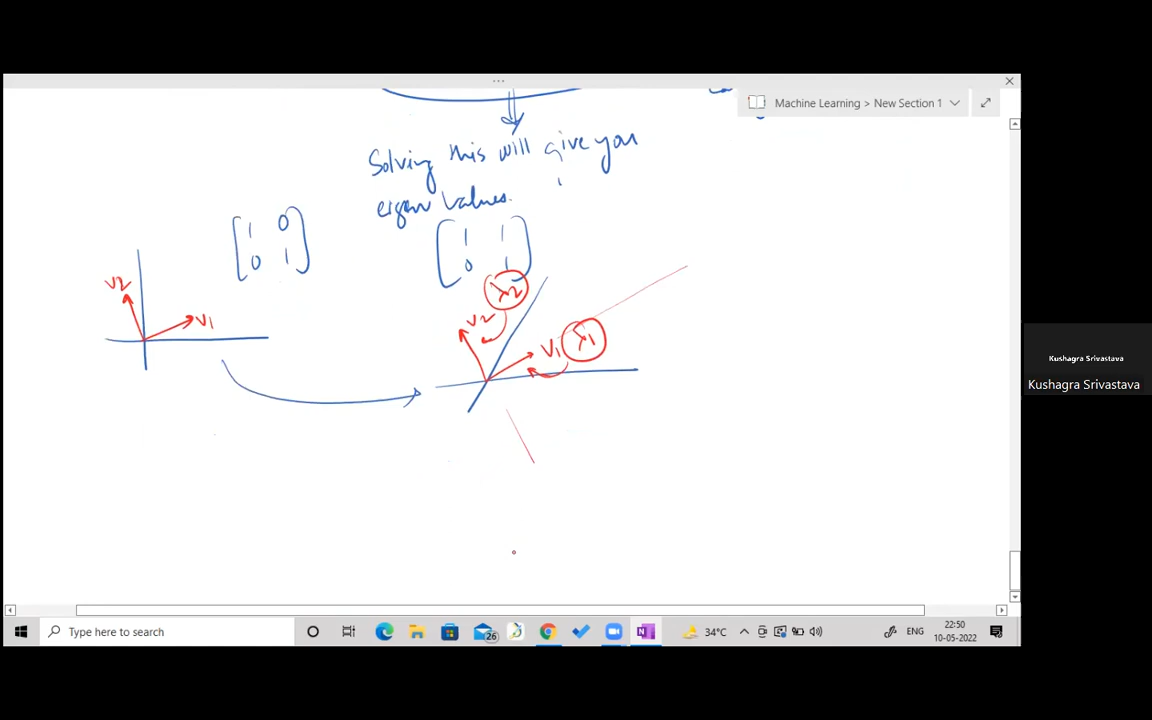 Machine Learning > New Section 1
Solving this will give you
eigen values.
[1 0
0 1]
[1 1
0 1]
v2
v1
λ2
v2
v1
λ1
Kushagra Srivastava
Kushagra Srivastava
Type here to search
26
34°C
ENG
22:50
10-05-2022